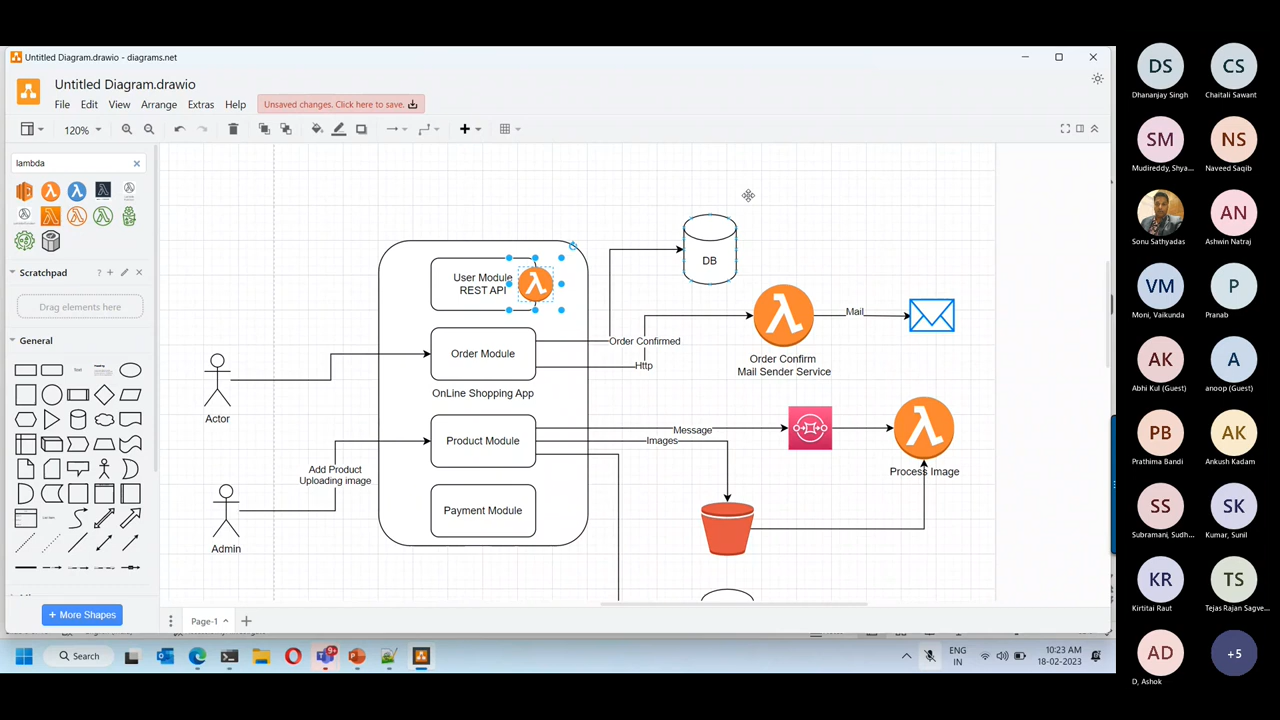 Untitled Diagram.drawio - diagrams.net
Untitled Diagram.drawio
File Edit View Arrange Extras Help
Unsaved changes. Click here to save.
120%
lambda
Scratchpad
Drag elements here
General
Text
+ More Shapes
Page-1
User Module
REST API
Order Module
OnLine Shopping App
Product Module
Payment Module
Actor
Admin
Add Product
Uploading image
DB
Order Confirmed
Http
Mail
Order Confirm
Mail Sender Service
Message
Images
Process Image
Search
9+
ENG
IN
10:23 AM
18-02-2023
DS
Dhananjay Singh
CS
Chaitali Sawant
SM
Mudireddy, Shya...
NS
Naveed Saqib
Sonu Sathyadas
AN
Ashwin Natraj
VM
Moni, Vaikunda
P
Pranab
AK
Abhi Kul (Guest)
A
anoop (Guest)
PB
Prathima Bandi
AK
Ankush Kadam
SS
Subramani, Sudh...
SK
Kumar, Sunil
KR
Kirtitai Raut
TS
Tejas Rajan Sagve...
AD
D, Ashok
+5